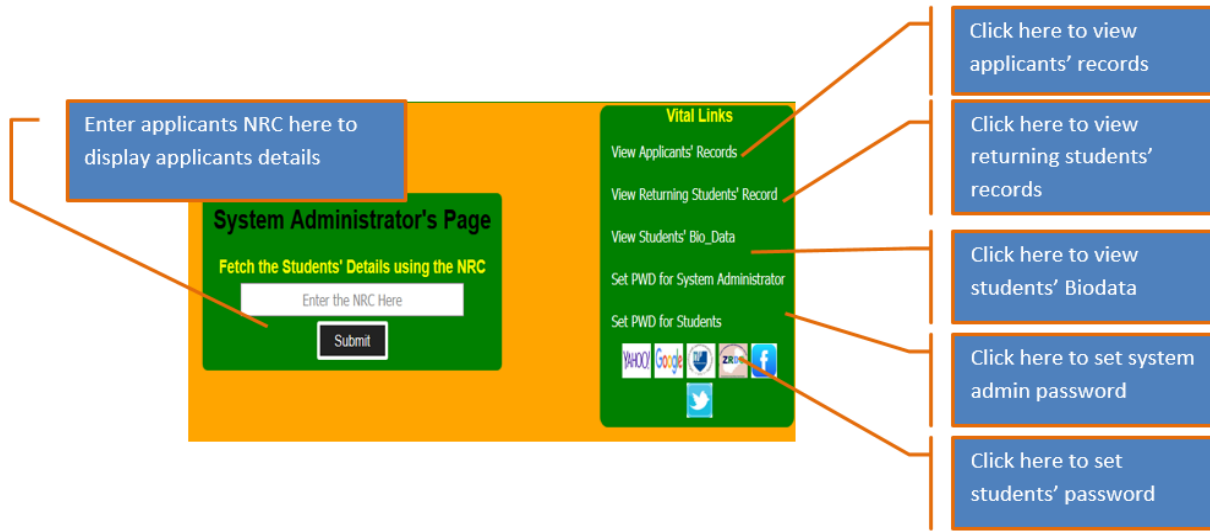 Click here to view
applicants' records
Enter applicants NRC here to
display applicants details
Vital Links
View Applicants' Records
View Returning Students' Record
View Students' Bio_Data
Set PWD for System Administrator
Set PWD for Students
YAHOO!
Google
ZRDC
Click here to view
returning students'
records
System Administrator's Page
Fetch the Students' Details using the NRC
Enter the NRC Here
Submit
Click here to view
students' Biodata
Click here to set system
admin password
Click here to set
students' password